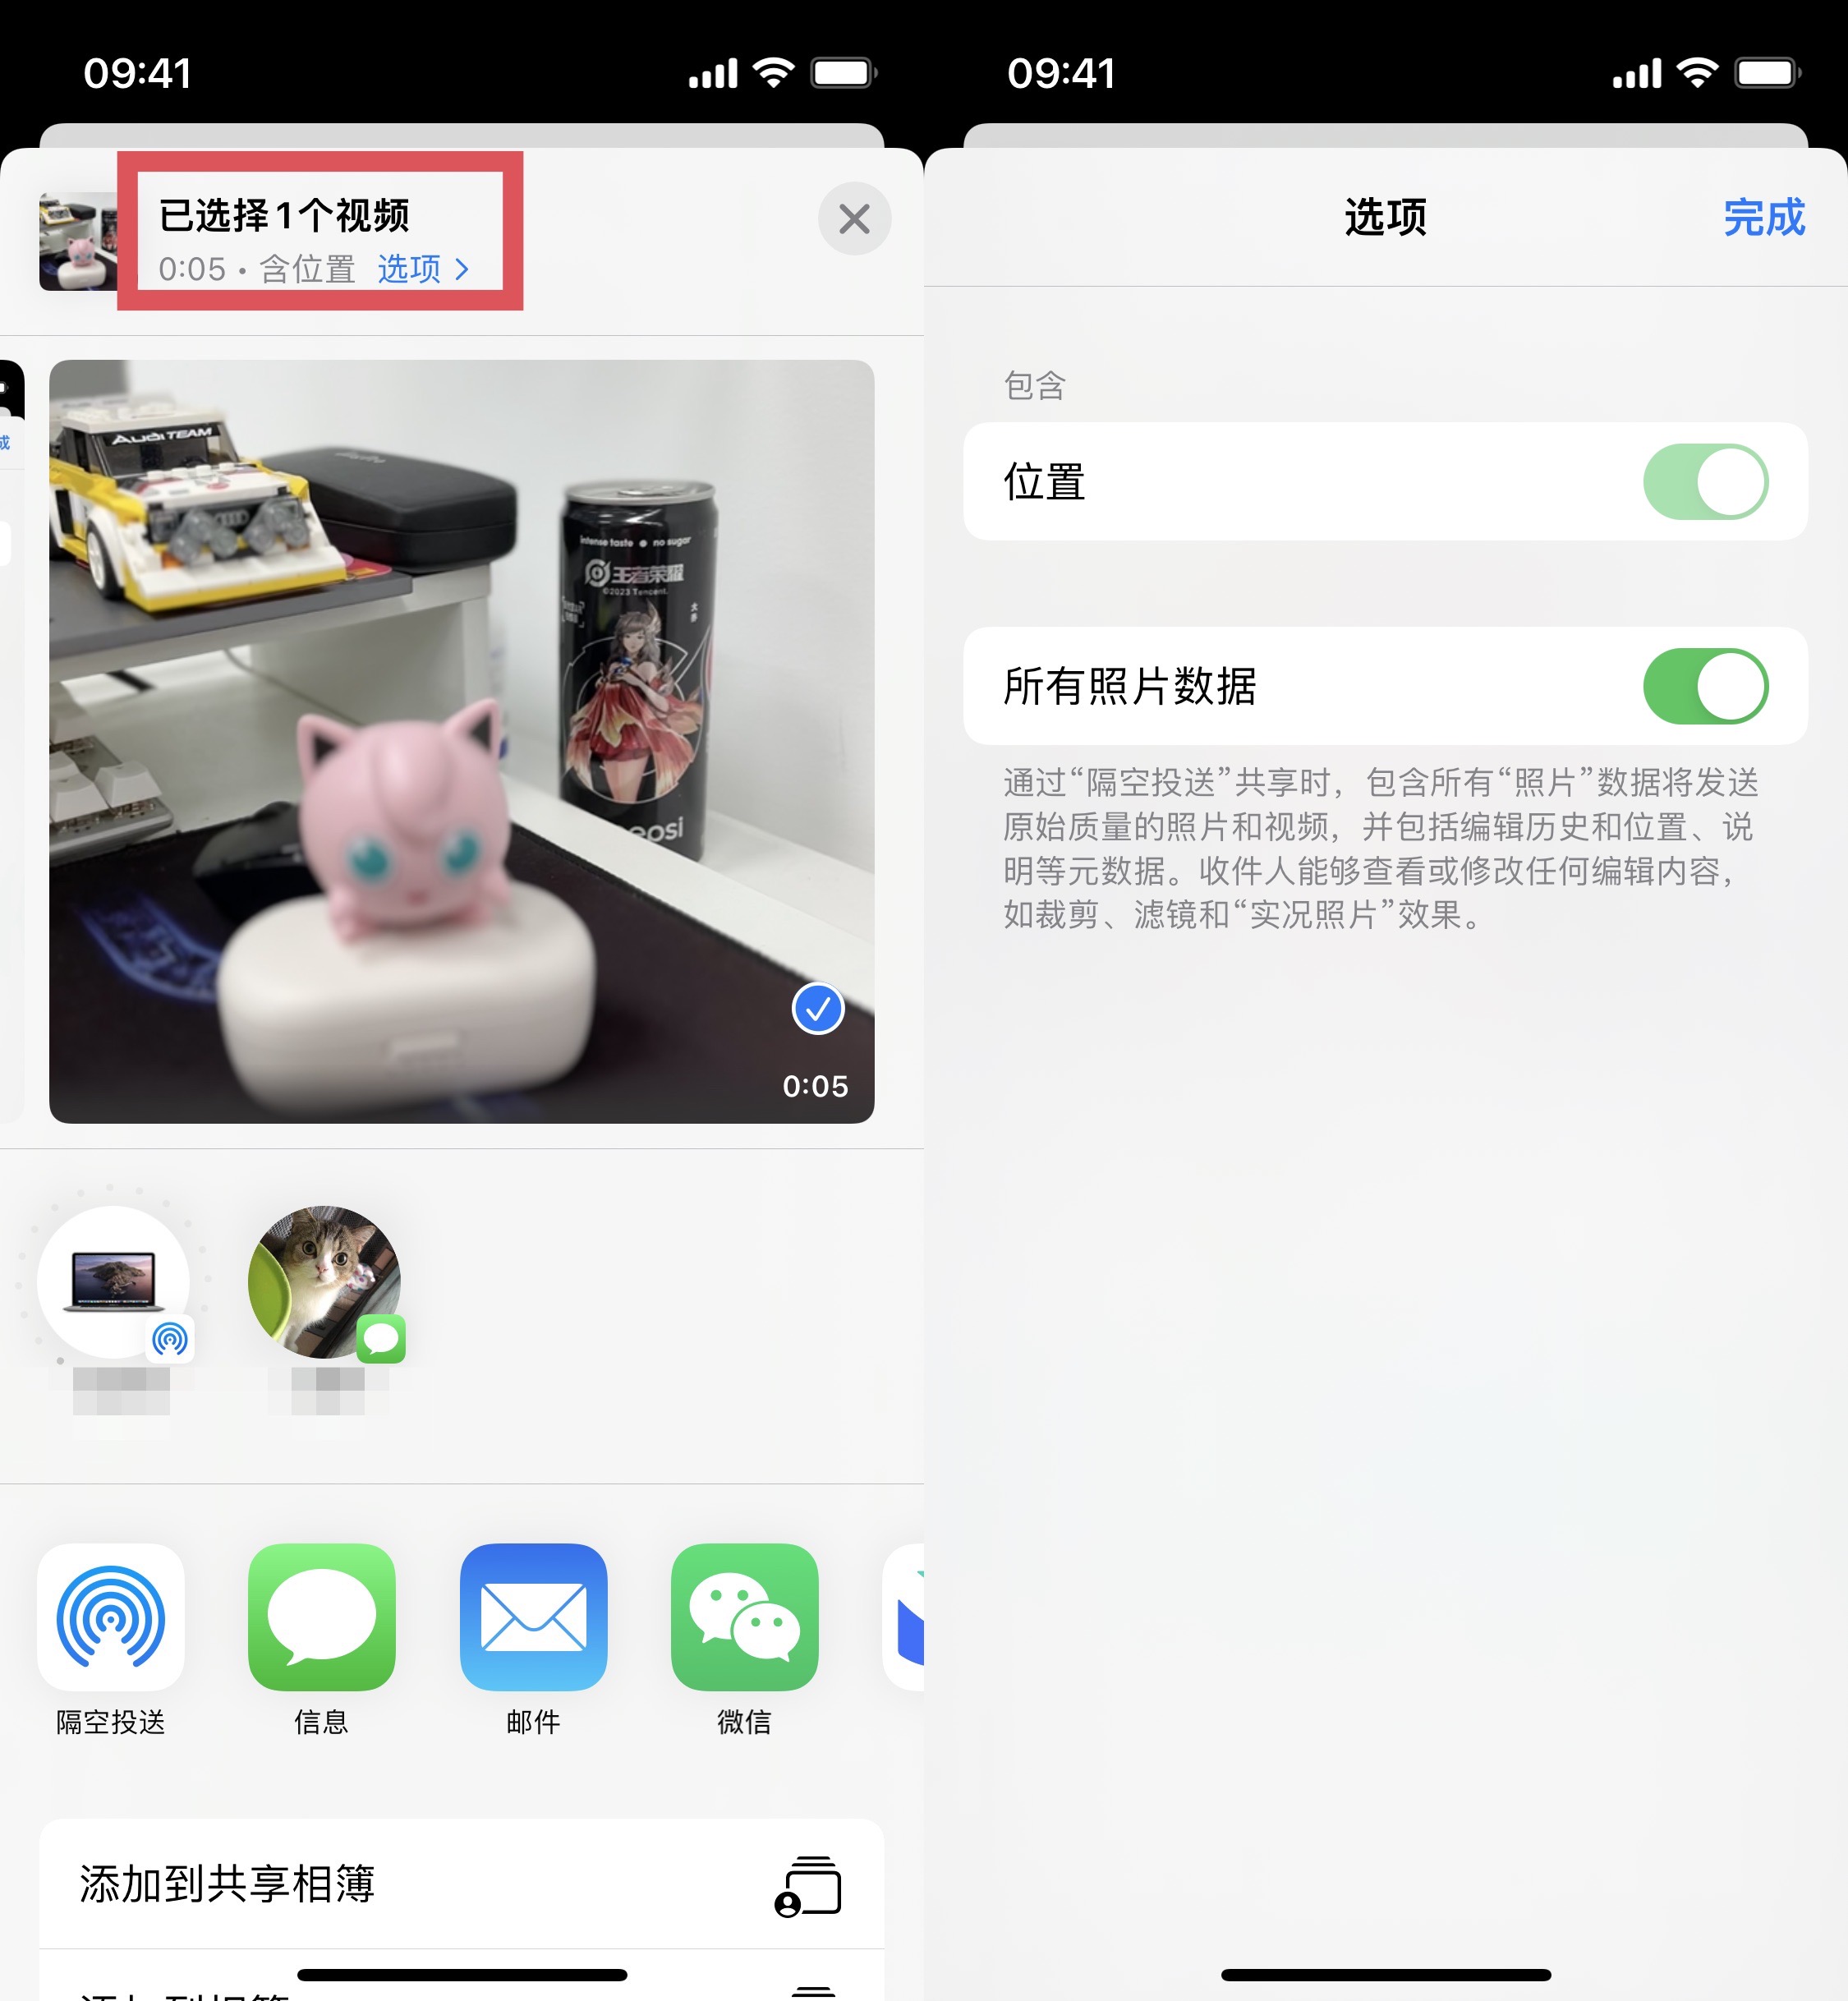 09:41
已选择1个视频
0:05 • 含位置 选项 >
成
AUDI TEAM
intense taste ● no sugar
王者荣耀
©2023 Tencent.
0:05
隔空投送
信息
邮件
微信
添加到共享相簿
09:41
选项
完成
包含
位置
所有照片数据
通过“隔空投送”共享时，包含所有“照片”数据将发送
原始质量的照片和视频，并包括编辑历史和位置、说
明等元数据。收件人能够查看或修改任何编辑内容，
如裁剪、滤镜和“实况照片”效果。